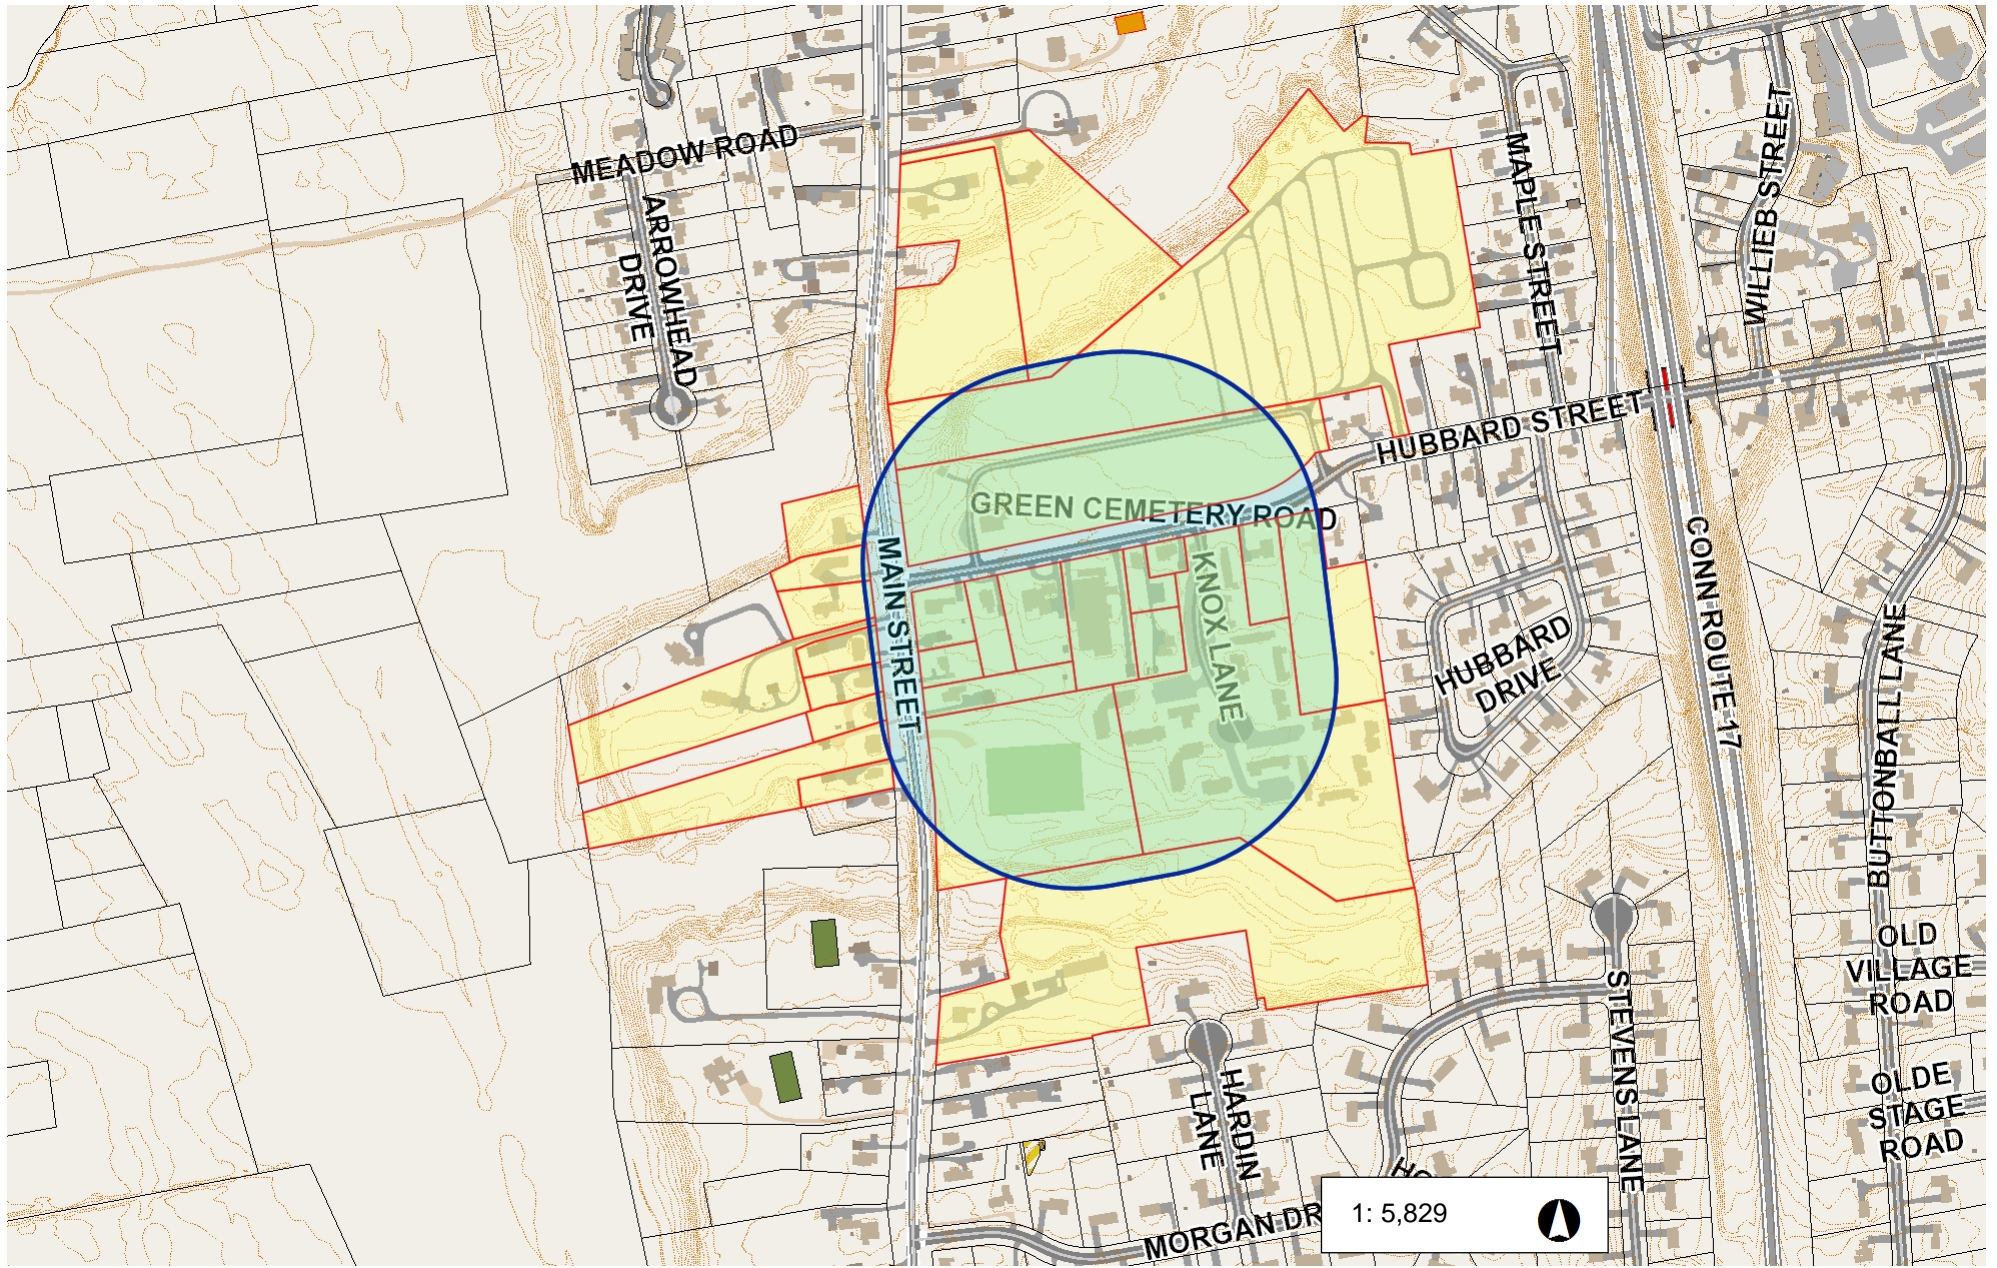 MEADOW ROAD
ARROWHEAD
DRIVE
MAPLE STREET
WILLIEB STREET
HUBBARD STREET
GREEN CEMETERY ROAD
MAIN STREET
KNOX LANE
CONN ROUTE 17
HUBBARD
DRIVE
BUTTONBALL LANE
OLD
VILLAGE
ROAD
STEVENS LANE
OLDE
STAGE
ROAD
HARDIN
LANE
MORGAN DR
1: 5,829